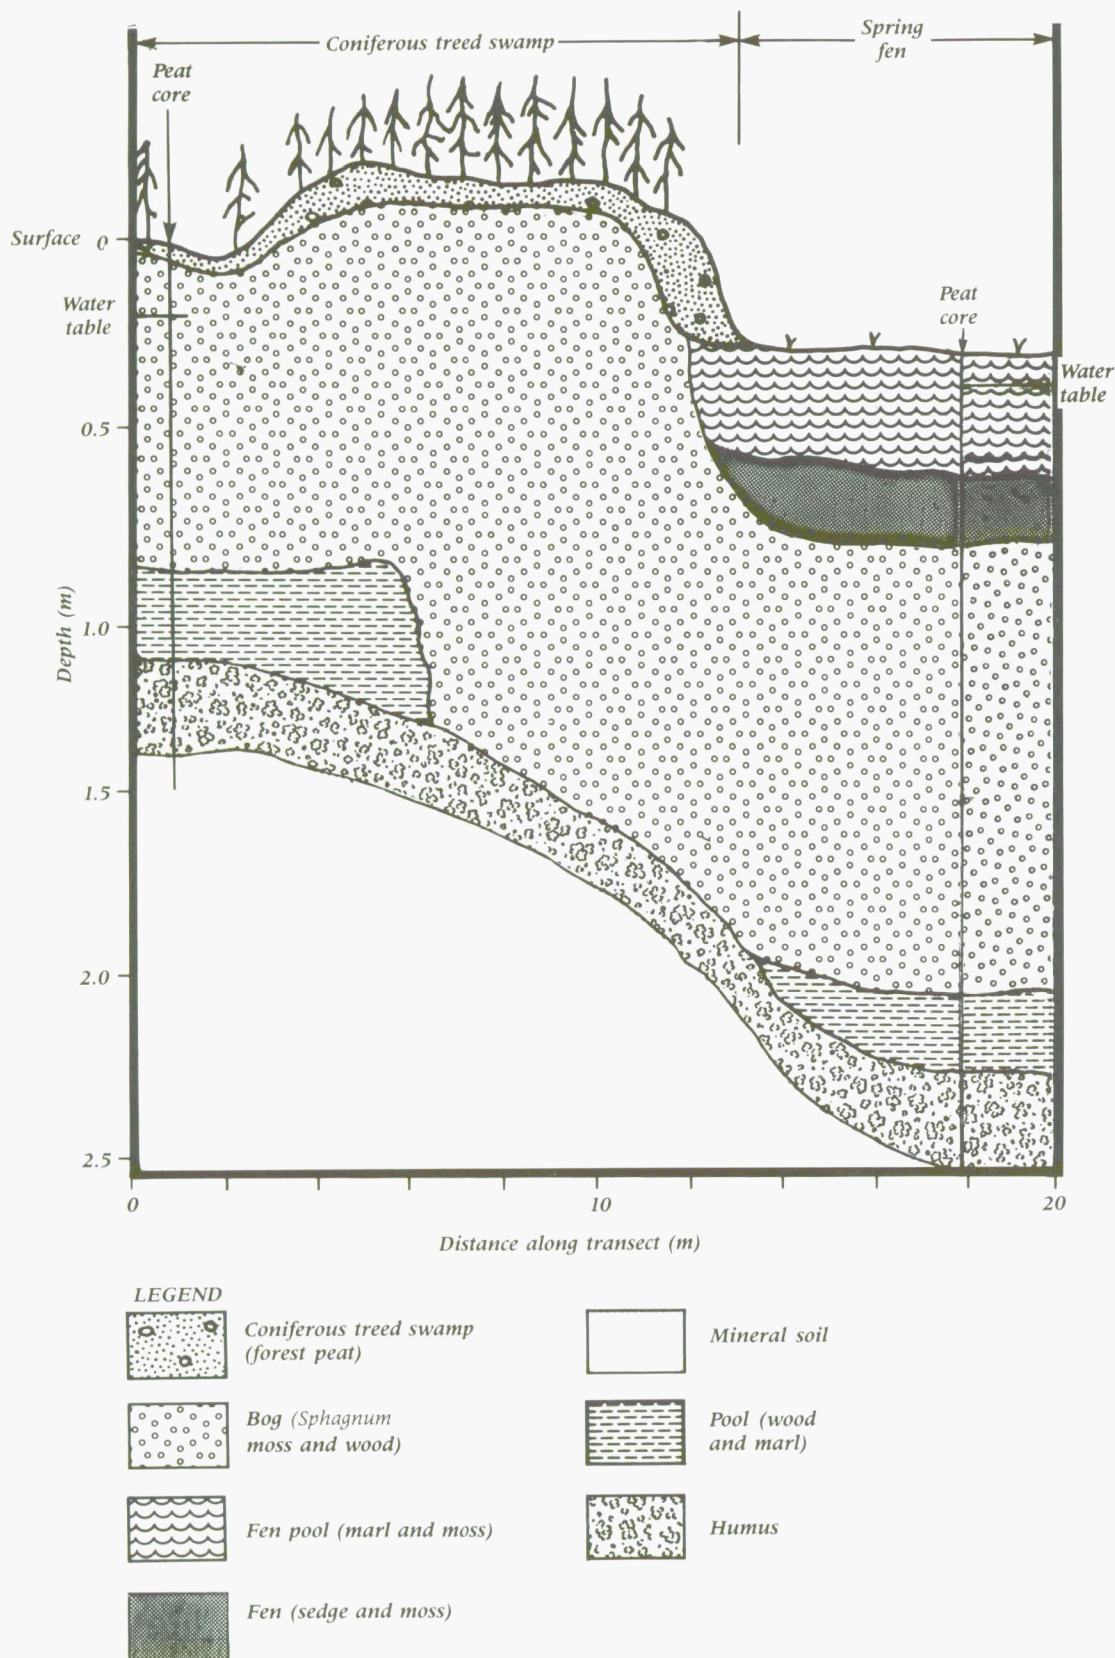 Coniferous treed swamp
Spring
fen
Peat
core
Surface 0
Water
table
Peat
core
Water
table
0.5
1.0
1.5
2.0
2.5
Depth (m)
0
10
20
Distance along transect (m)
LEGEND
Coniferous treed swamp
(forest peat)
Bog (Sphagnum
moss and wood)
Fen pool (marl and moss)
Fen (sedge and moss)
Mineral soil
Pool (wood
and marl)
Humus